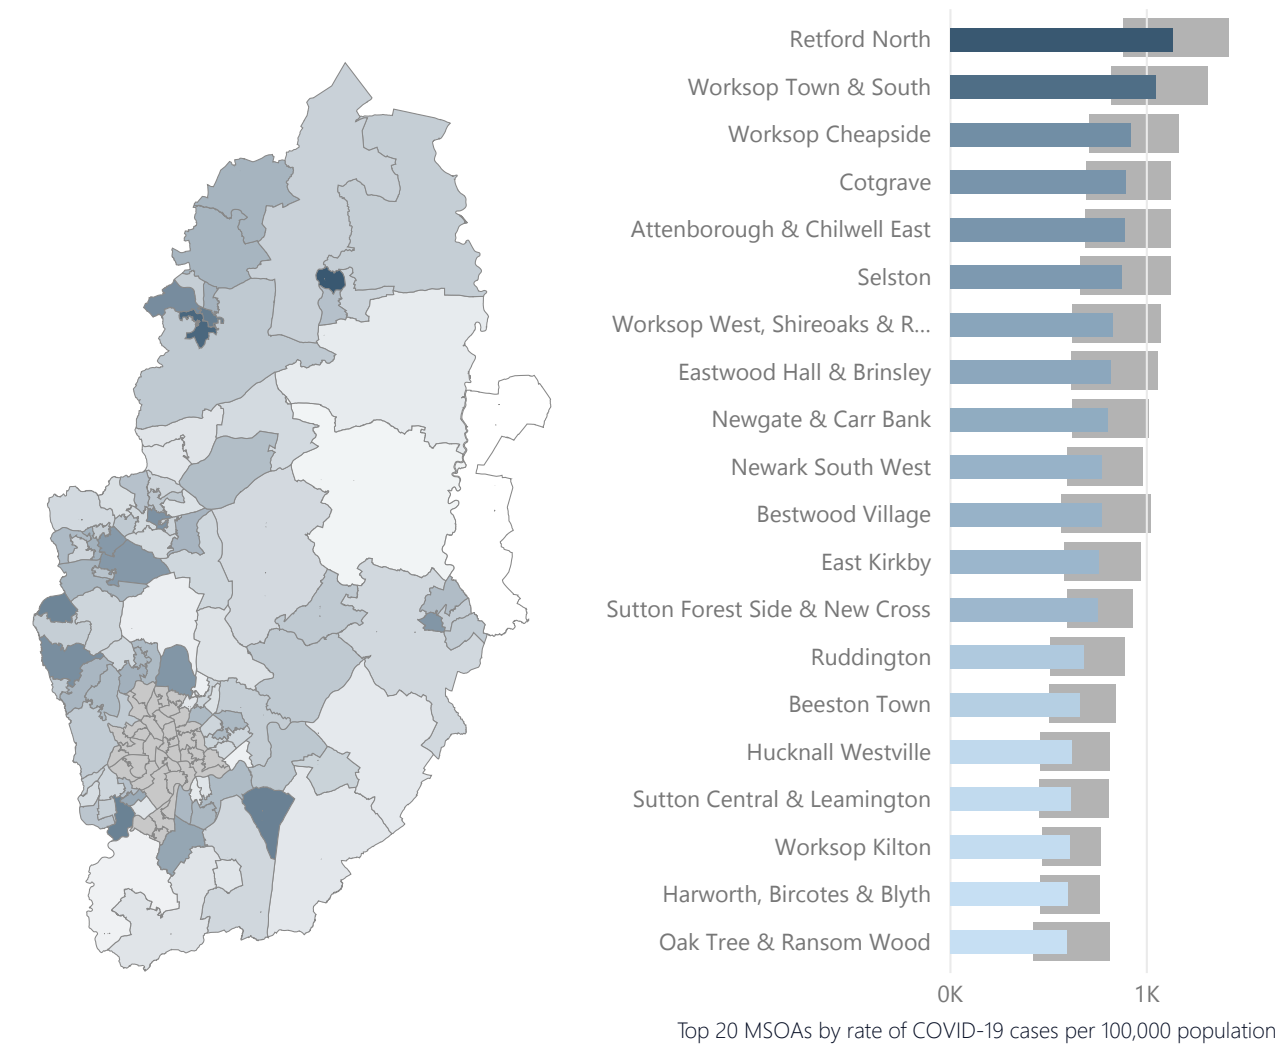 Retford North
Worksop Town & South
Worksop Cheapside
Cotgrave
Attenborough & Chilwell East
Selston
Worksop West, Shireoaks & R...
Eastwood Hall & Brinsley
Newgate & Carr Bank
Newark South West
Bestwood Village
East Kirkby
Sutton Forest Side & New Cross
Ruddington
Beeston Town
Hucknall Westville
Sutton Central & Leamington
Worksop Kilton
Harworth, Bircotes & Blyth
Oak Tree & Ransom Wood
0K 1K
Top 20 MSOAs by rate of COVID-19 cases per 100,000 population